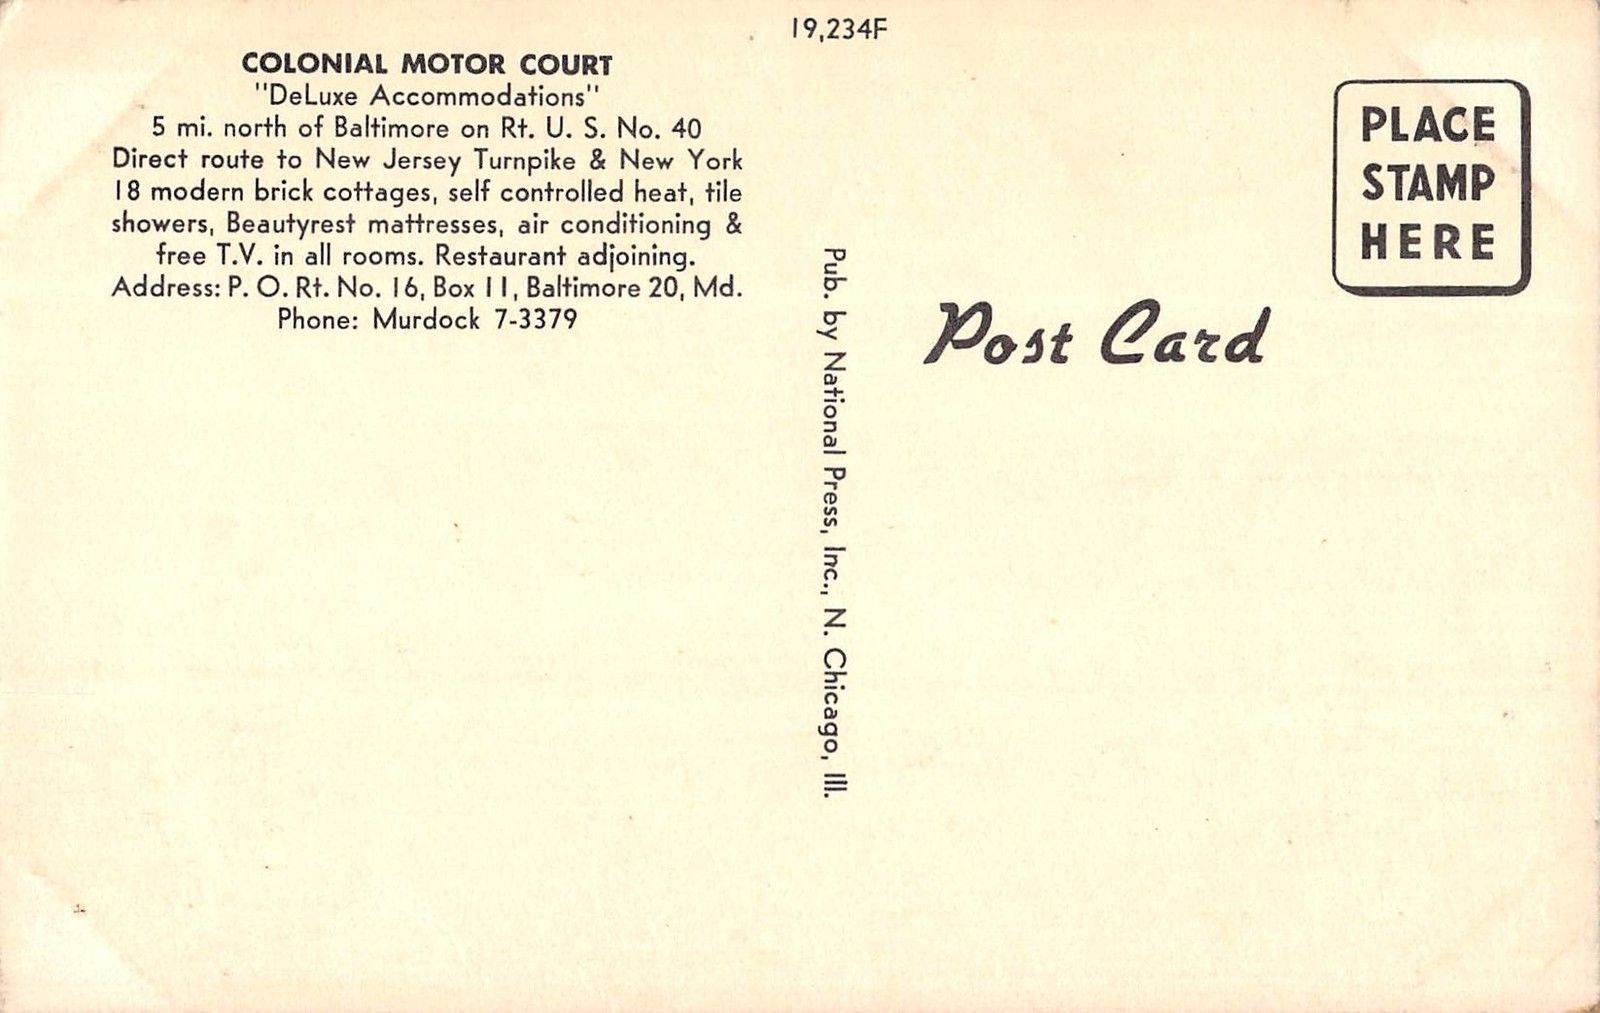 19,234F
COLONIAL MOTOR COURT
"DeLuxe Accommodations"
5 mi. north of Baltimore on Rt. U. S. No. 40
Direct route to New Jersey Turnpike & New York
18 modern brick cottages, self controlled heat, tile
showers, Beautyrest mattresses, air conditioning &
free T.V. in all rooms. Restaurant adjoining.
Address: P. O. Rt. No. 16, Box 11, Baltimore 20, Md.
Phone: Murdock 7-3379
Pub. by National Press, Inc., N. Chicago, Ill.
PLACE
STAMP
HERE
Post Card